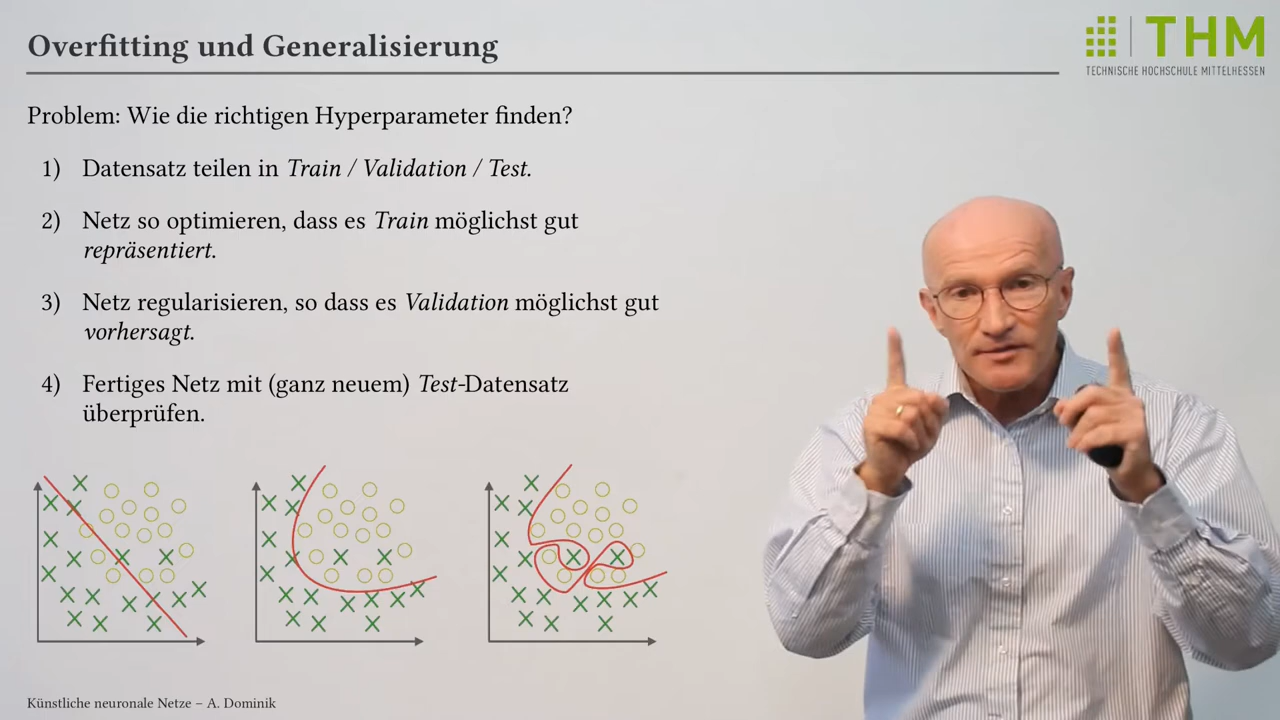 Overfitting und Generalisierung
THM
TECHNISCHE HOCHSCHULE MITTELHESSEN
Problem: Wie die richtigen Hyperparameter finden?
1) Datensatz teilen in Train / Validation / Test.
2) Netz so optimieren, dass es Train möglichst gut
repräsentiert.
3) Netz regularisieren, so dass es Validation möglichst gut
vorhersagt.
4) Fertiges Netz mit (ganz neuem) Test-Datensatz
überprüfen.
Künstliche neuronale Netze – A. Dominik